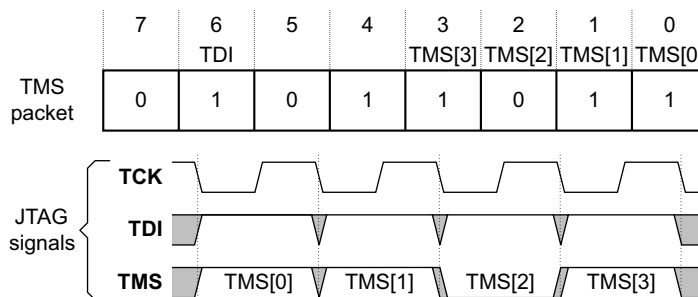 7 6 5 4 3 2 1 0
TDI TMS[3] TMS[2] TMS[1] TMS[0
TMS
packet
0 1 0 1 1 0 1 1
JTAG
signals
TCK
TDI
TMS TMS[0] TMS[1] TMS[2] TMS[3]